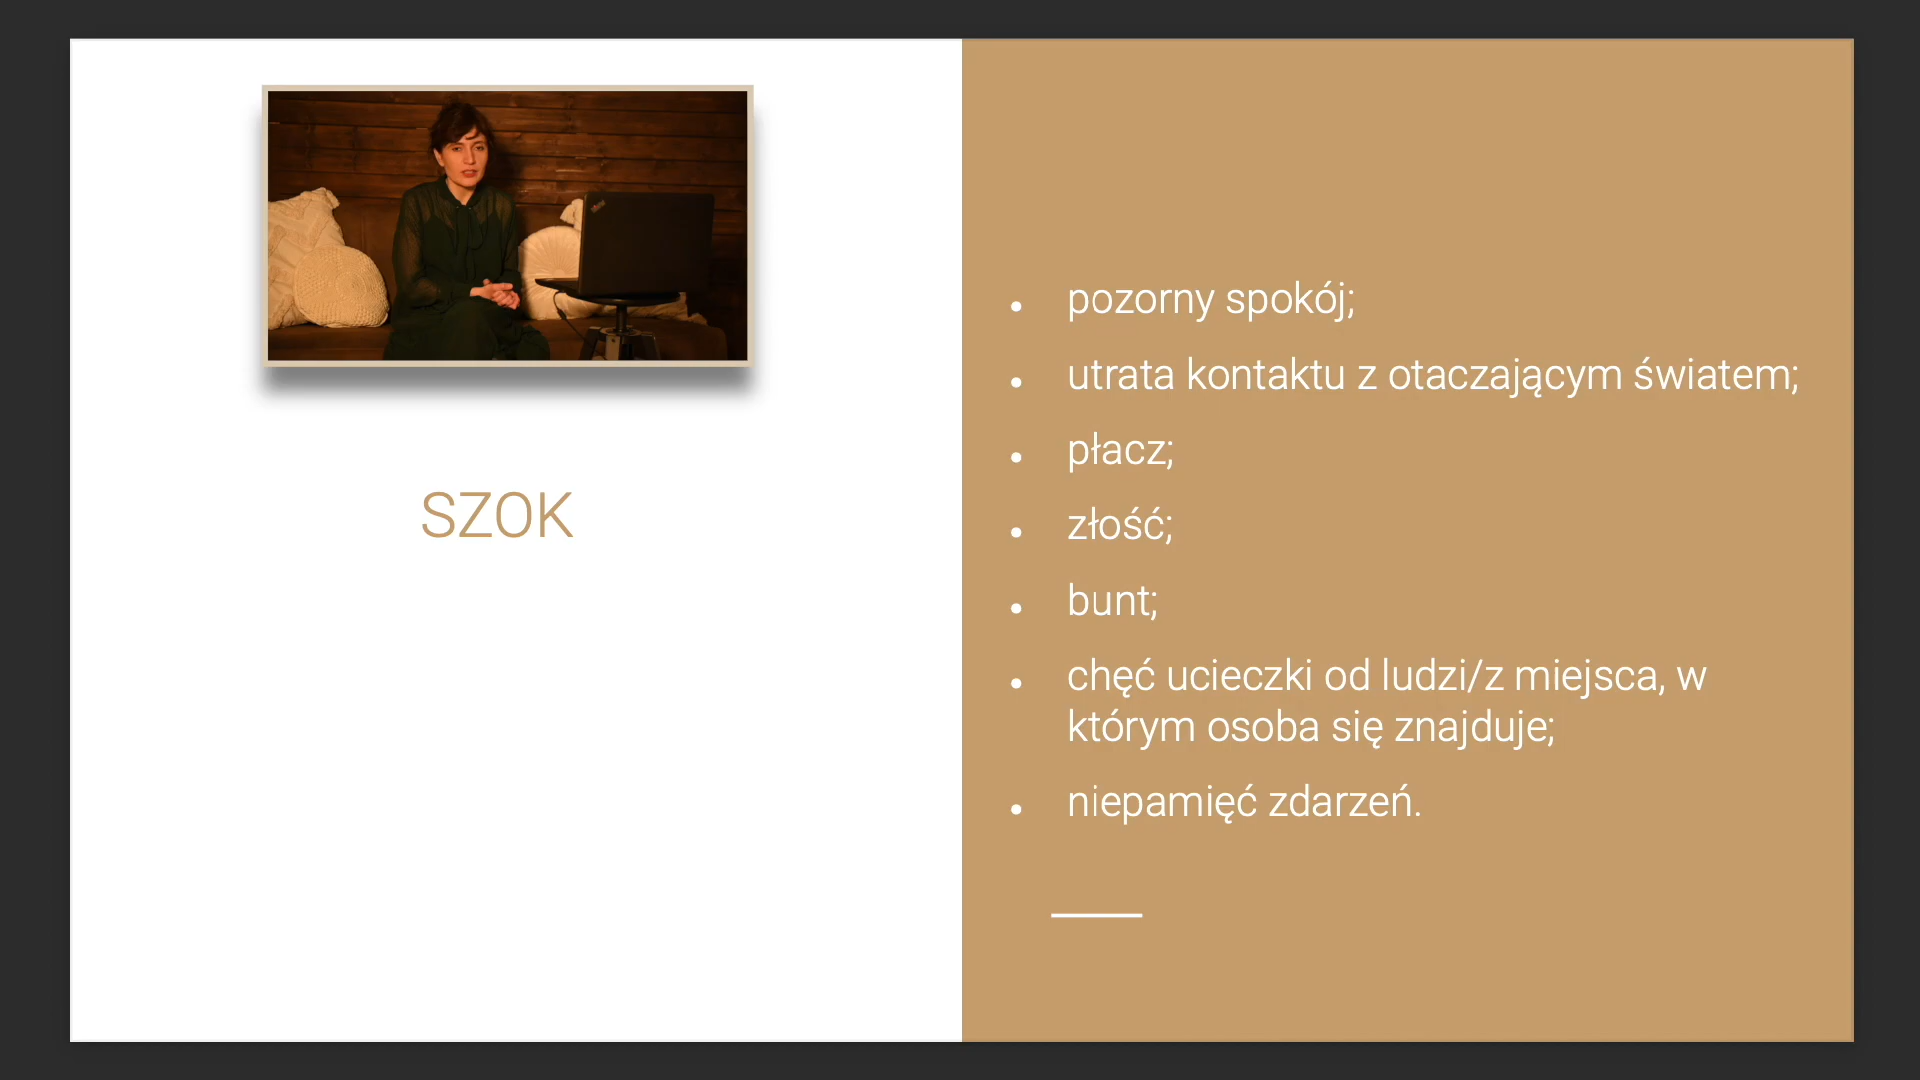 SZOK
pozorny spokój;
utrata kontaktu z otaczającym światem;
płacz;
złość;
bunt;
chęć ucieczki od ludzi/z miejsca, w
którym osoba się znajduje;
niepamięć zdarzeń.